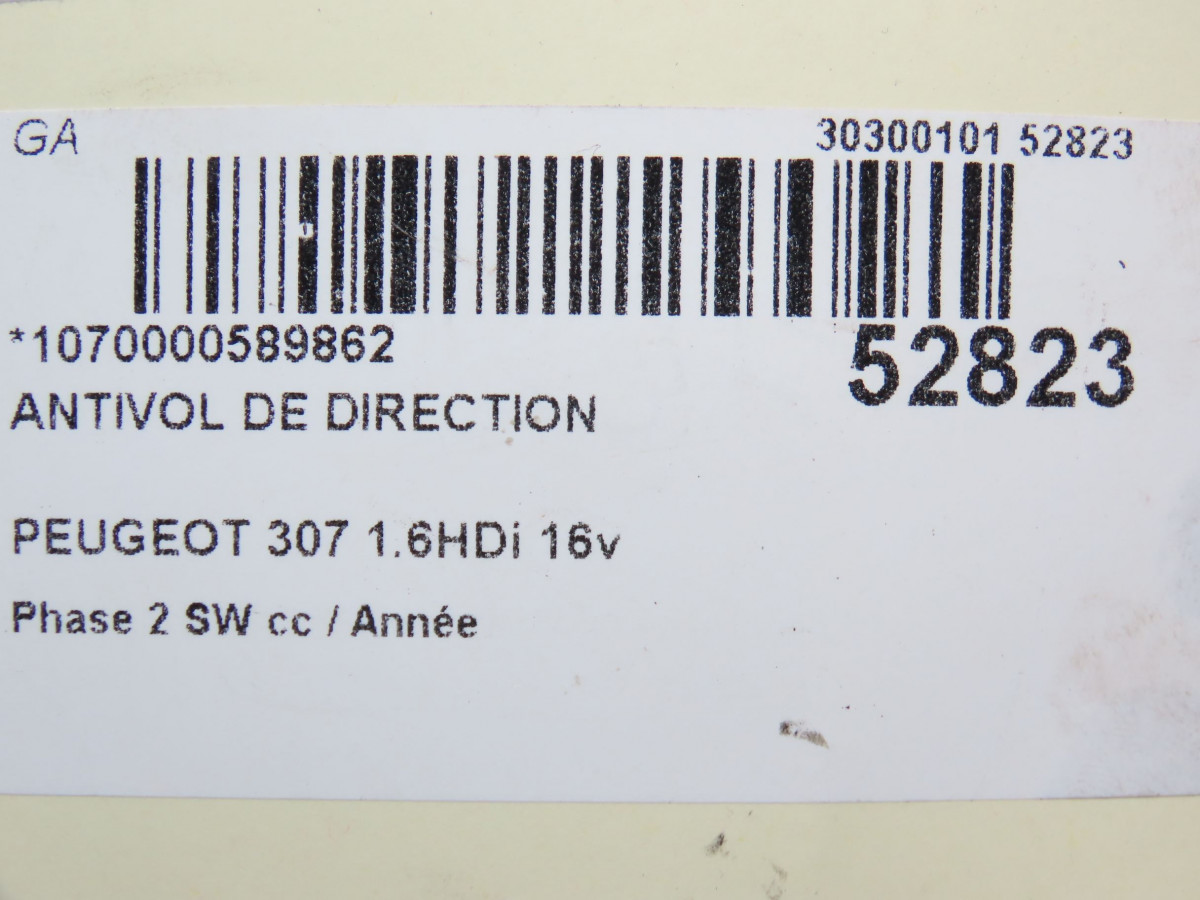 GA 30300101 52823
*1070000589862 52823
ANTIVOL DE DIRECTION
PEUGEOT 307 1.6HDi 16v
Phase 2 SW cc / Année